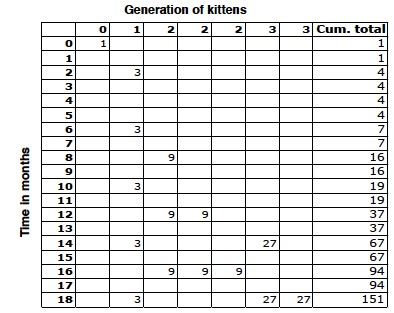 Generation of kittens
0 1 2 2 2 3 3 Cum. total
0 1 1
1 1
2 3 4
3 4
4 4
5 4
6 3 7
7 7
8 9 16
9 16
10 3 19
11 19
12 9 9 37
13 37
14 3 27 67
15 67
16 9 9 9 94
17 94
18 3 27 27 151
Time in months